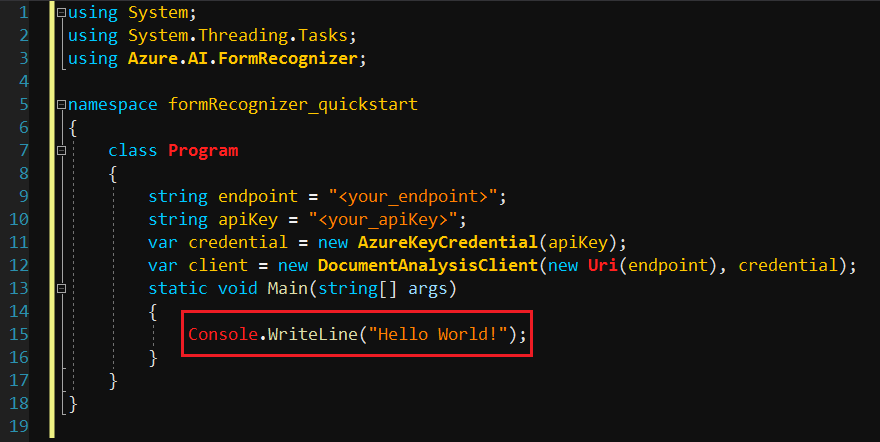 1 using System;
2 using System.Threading.Tasks;
3 using Azure.AI.FormRecognizer;
4
5 namespace formRecognizer_quickstart
6 {
7 class Program
8 {
9 string endpoint = "<your_endpoint>";
10 string apiKey = "<your_apiKey>";
11 var credential = new AzureKeyCredential(apiKey);
12 var client = new DocumentAnalysisClient(new Uri(endpoint), credential);
13 static void Main(string[] args)
14 {
15 Console.WriteLine("Hello World!");
16 }
17 }
18 }
19